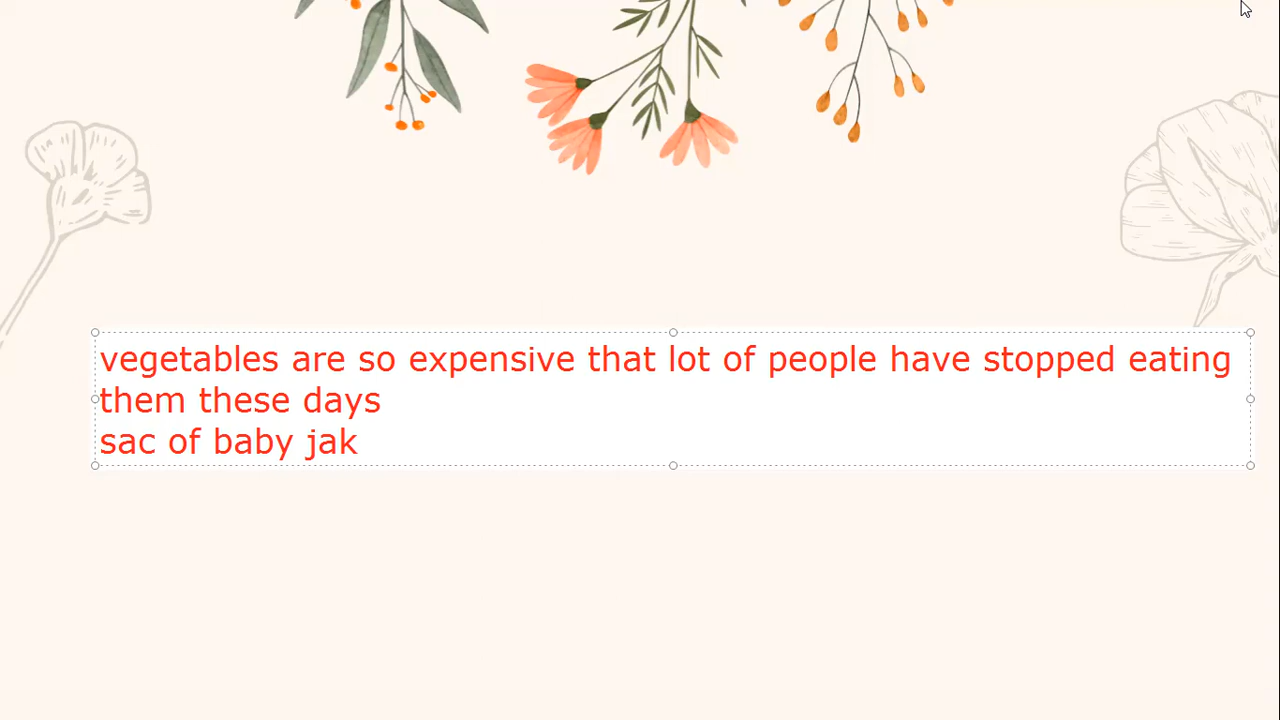 vegetables are so expensive that lot of people have stopped eating
them these days
sac of baby jak